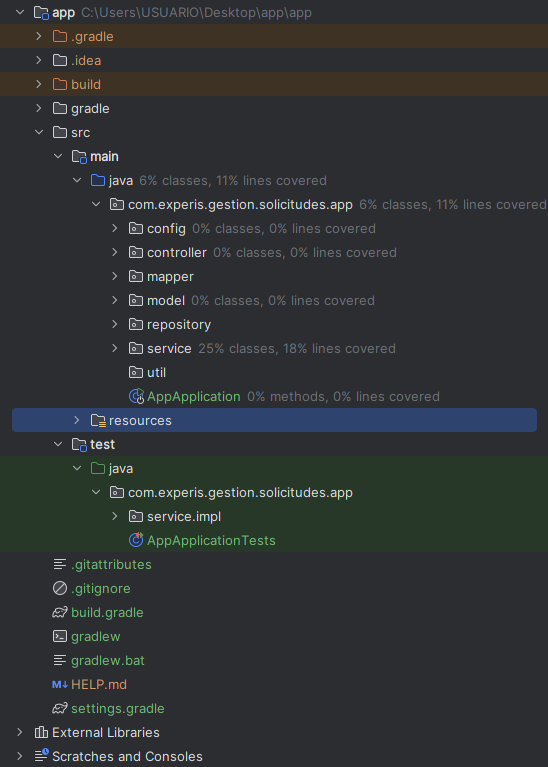 app C:\Users\USUARIO\Desktop\app\app
.gradle
.idea
build
gradle
src
main
java 6% classes, 11% lines covered
com.experis.gestion.solicitudes.app 6% classes, 11% lines covered
config 0% classes, 0% lines covered
controller 0% classes, 0% lines covered
mapper
model 0% classes, 0% lines covered
repository
service 25% classes, 18% lines covered
util
AppApplication 0% methods, 0% lines covered
resources
test
java
com.experis.gestion.solicitudes.app
service.impl
AppApplicationTests
.gitattributes
.gitignore
build.gradle
gradlew
gradlew.bat
M↓ HELP.md
settings.gradle
External Libraries
Scratches and Consoles